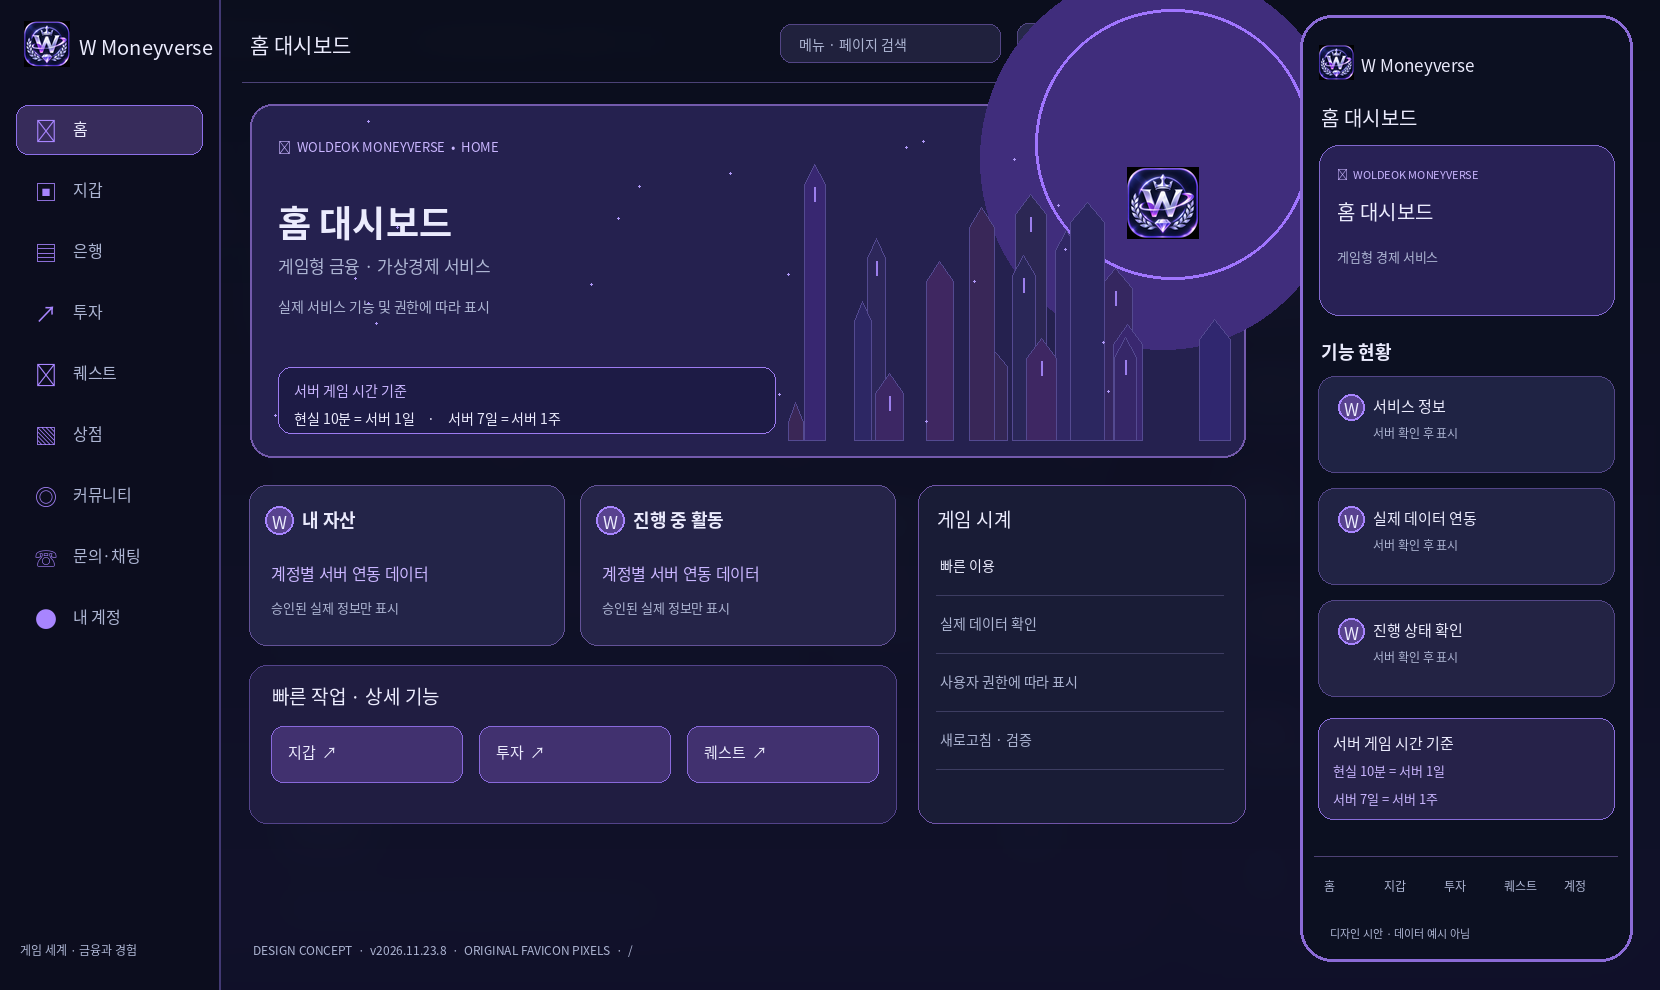 W Moneyverse
홈
지갑
은행
투자
퀘스트
상점
커뮤니티
문의·채팅
내 계정
게임 세계 · 금융과 경험
홈 대시보드
메뉴 · 페이지 검색
WOLDEOK MONEYVERSE • HOME
홈 대시보드
게임형 금융 · 가상경제 서비스
실제 서비스 기능 및 권한에 따라 표시
서버 게임 시간 기준
현실 10분 = 서버 1일 · 서버 7일 = 서버 1주
W
W 내 자산
계정별 서버 연동 데이터
승인된 실제 정보만 표시
W 진행 중 활동
계정별 서버 연동 데이터
승인된 실제 정보만 표시
게임 시계
빠른 이용
실제 데이터 확인
사용자 권한에 따라 표시
새로고침 · 검증
빠른 작업 · 상세 기능
지갑 ↗
투자 ↗
퀘스트 ↗
DESIGN CONCEPT · v2026.11.23.8 · ORIGINAL FAVICON PIXELS · /
W Moneyverse
홈 대시보드
WOLDEOK MONEYVERSE
홈 대시보드
게임형 경제 서비스
기능 현황
W 서비스 정보
서버 확인 후 표시
W 실제 데이터 연동
서버 확인 후 표시
W 진행 상태 확인
서버 확인 후 표시
서버 게임 시간 기준
현실 10분 = 서버 1일
서버 7일 = 서버 1주
홈 지갑 투자 퀘스트 계정
디자인 시안 · 데이터 예시 아님